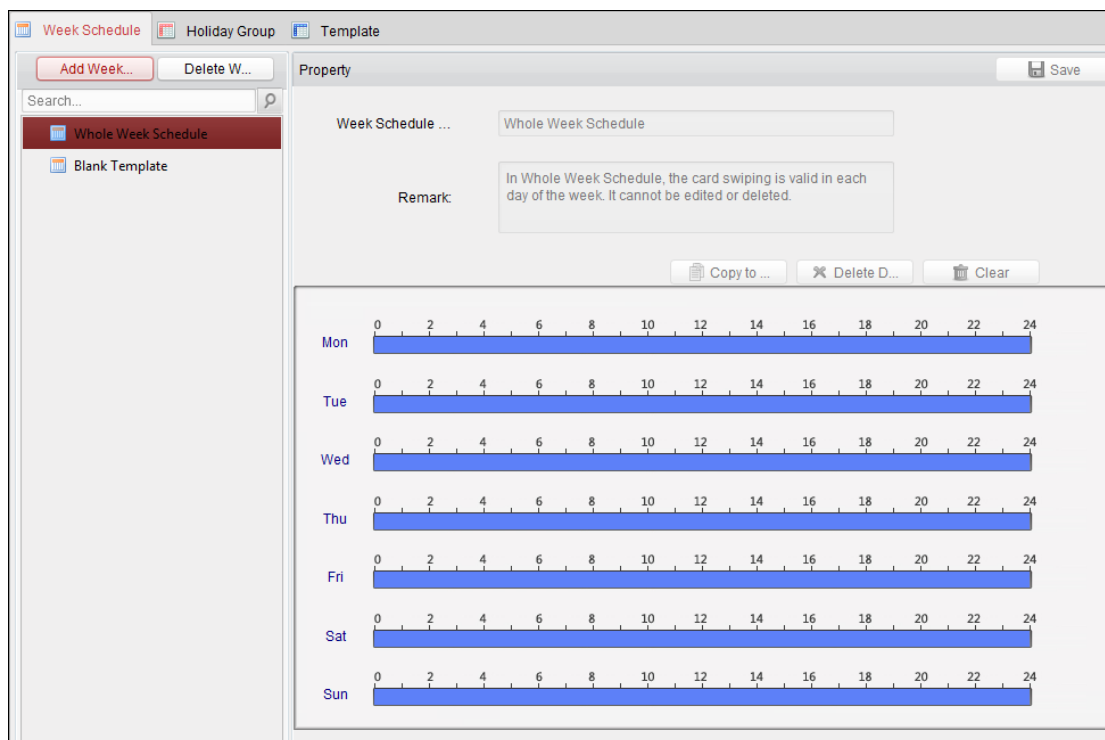 Week Schedule Holiday Group Template
Add Week... Delete W... Property Save
Search...
Whole Week Schedule
Blank Template
Week Schedule ... Whole Week Schedule
Remark: In Whole Week Schedule, the card swiping is valid in each
day of the week. It cannot be edited or deleted.
Copy to ... Delete D... Clear
0 2 4 6 8 10 12 14 16 18 20 22 24
Mon
0 2 4 6 8 10 12 14 16 18 20 22 24
Tue
0 2 4 6 8 10 12 14 16 18 20 22 24
Wed
0 2 4 6 8 10 12 14 16 18 20 22 24
Thu
0 2 4 6 8 10 12 14 16 18 20 22 24
Fri
0 2 4 6 8 10 12 14 16 18 20 22 24
Sat
0 2 4 6 8 10 12 14 16 18 20 22 24
Sun